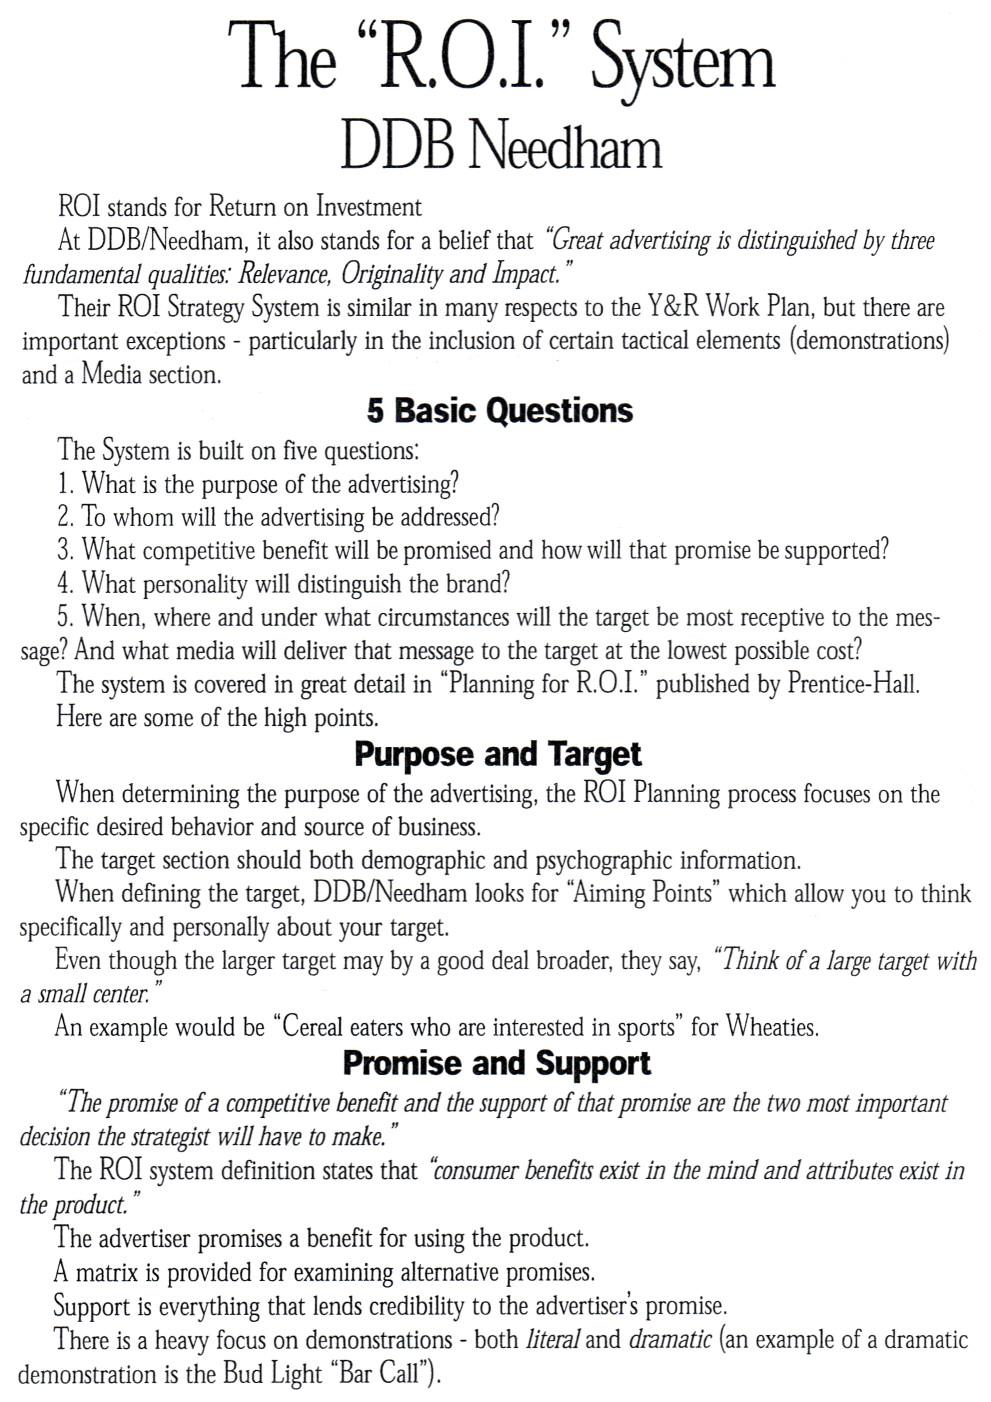 The “R.O.I.” System
DDB Needham
ROI stands for Return on Investment
At DDB/Needham, it also stands for a belief that “Great advertising is distinguished by three
fundamental qualities: Relevance, Originality and Impact.”
Their ROI Strategy System is similar in many respects to the Y&R Work Plan, but there are
important exceptions - particularly in the inclusion of certain tactical elements (demonstrations)
and a Media section.
5 Basic Questions
The System is built on five questions:
1. What is the purpose of the advertising?
2. To whom will the advertising be addressed?
3. What competitive benefit will be promised and how will that promise be supported?
4. What personality will distinguish the brand?
5. When, where and under what circumstances will the target be most receptive to the mes-
sage? And what media will deliver that message to the target at the lowest possible cost?
The system is covered in great detail in “Planning for R.O.I.” published by Prentice-Hall.
Here are some of the high points.
Purpose and Target
When determining the purpose of the advertising, the ROI Planning process focuses on the
specific desired behavior and source of business.
The target section should both demographic and psychographic information.
When defining the target, DDB/Needham looks for “Aiming Points” which allow you to think
specifically and personally about your target.
Even though the larger target may by a good deal broader, they say, “Think of a large target with
a small center.”
An example would be “Cereal eaters who are interested in sports” for Wheaties.
Promise and Support
“The promise of a competitive benefit and the support of that promise are the two most important
decision the strategist will have to make.”
The ROI system definition states that “consumer benefits exist in the mind and attributes exist in
the product.”
The advertiser promises a benefit for using the product.
A matrix is provided for examining alternative promises.
Support is everything that lends credibility to the advertiser's promise.
There is a heavy focus on demonstrations - both literal and dramatic (an example of a dramatic
demonstration is the Bud Light “Bar Call”).